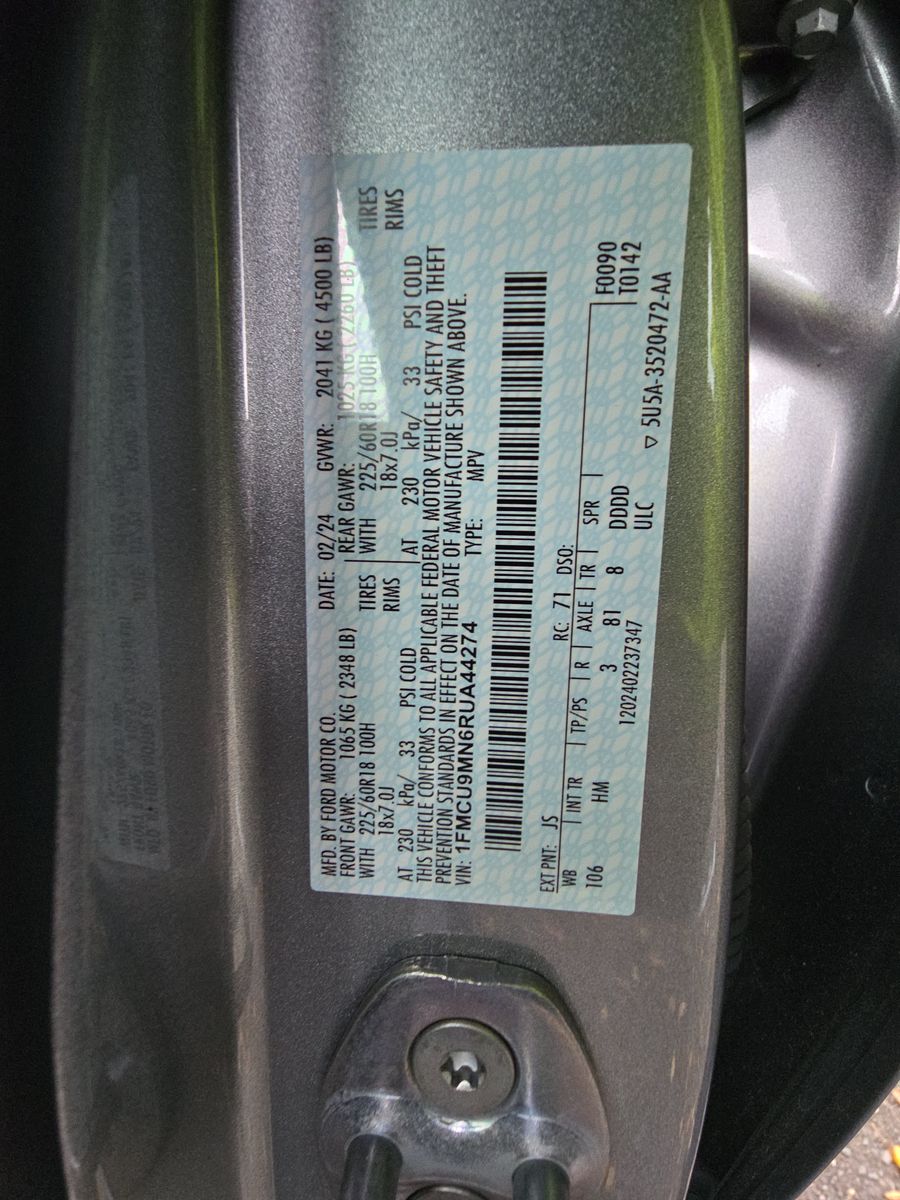 MFD. BY FORD MOTOR CO. DATE: 02/24 GVWR: 2041 KG ( 4500 LB)
FRONT GAWR: 1065 KG ( 2348 LB) REAR GAWR: 1025 KG ( 2260 LB)
WITH 225/60R18 100H TIRES WITH 225/60R18 100H TIRES
18x7.0J RIMS 18x7.0J RIMS
AT 230 kPa/ 33 PSI COLD AT 230 kPa/ 33 PSI COLD
THIS VEHICLE CONFORMS TO ALL APPLICABLE FEDERAL MOTOR VEHICLE SAFETY AND THEFT
PREVENTION STANDARDS IN EFFECT ON THE DATE OF MANUFACTURE SHOWN ABOVE.
VIN: 1FMCU9MN6RUA44274 TYPE: MPV
EXT PNT: JS RC: 71 DSO:
WB INT TR TP/PS R AXLE TR SPR F0090
106 HM 3 81 8 DDDD T0142
1202402237347 ULC
▽ 5U5A-3520472-AA